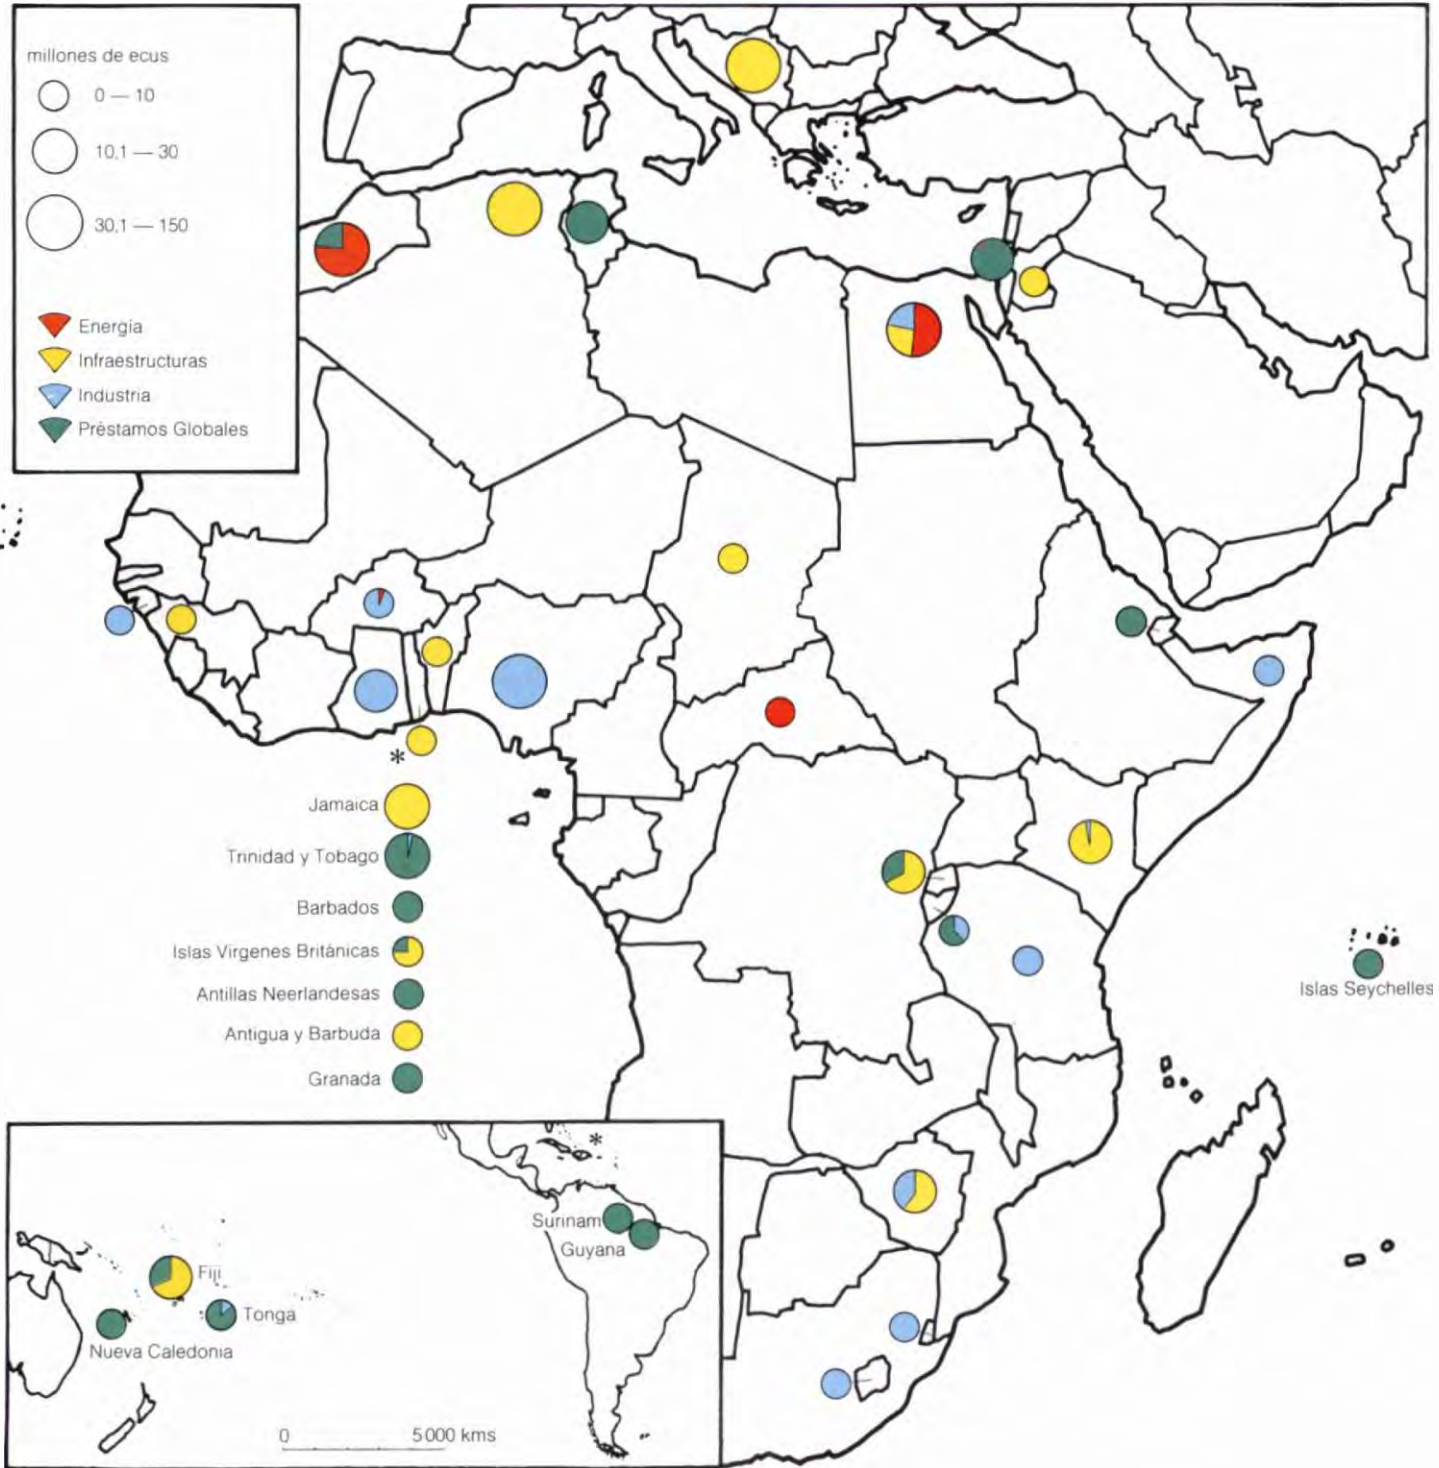 millones de ecus
0 — 10
10.1 — 30
30.1 — 150
Energía
Infraestructuras
Industria
Préstamos Globales
*
Jamaica
Trinidad y Tobago
Barbados
Islas Virgenes Británicas
Antillas Neerlandesas
Antigua y Barbuda
Granada
Islas Seychelles
*
Surinam
Guyana
Fiji
Tonga
Nueva Caledonia
0 5000 kms